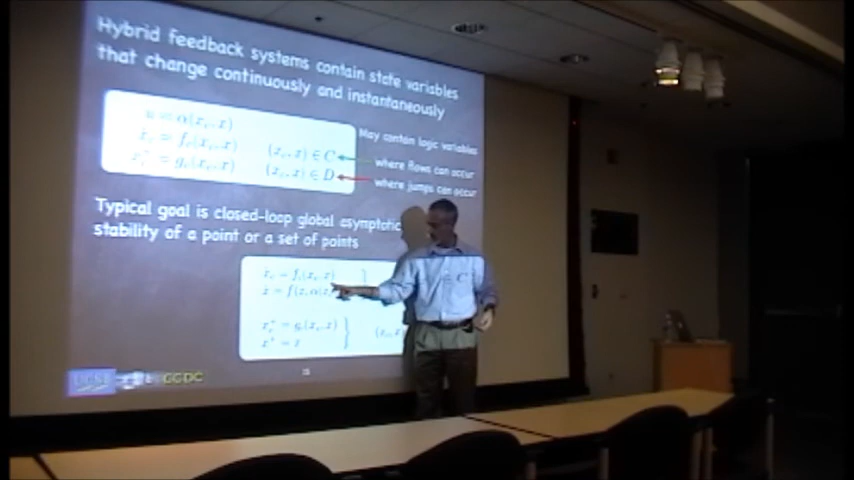 Hybrid feedback systems contain state variables
that change continuously and instantaneously
u = α(x_c, x)
ẋ_c = f_c(x_c, x) (x_c, x) ∈ C
x_c⁺ = g_c(x_c, x) (x_c, x) ∈ D
May contain logic variables
where flows can occur
where jumps can occur
Typical goal is closed-loop global asymptotic
stability of a point or a set of points
ẋ_c = f_c(x_c, x)
∈ C
x_c⁺ = g_c(x_c, x)
x⁺ = x
UCSB CCDC